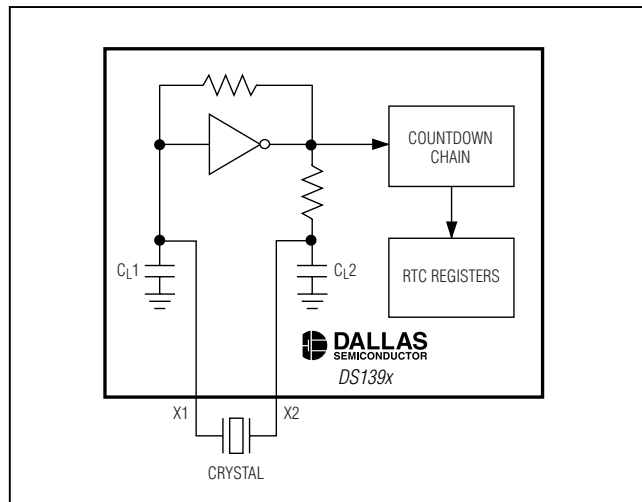 COUNTDOWN
CHAIN
RTC REGISTERS
CL1
CL2
DALLAS
SEMICONDUCTOR
DS139x
X1
X2
CRYSTAL